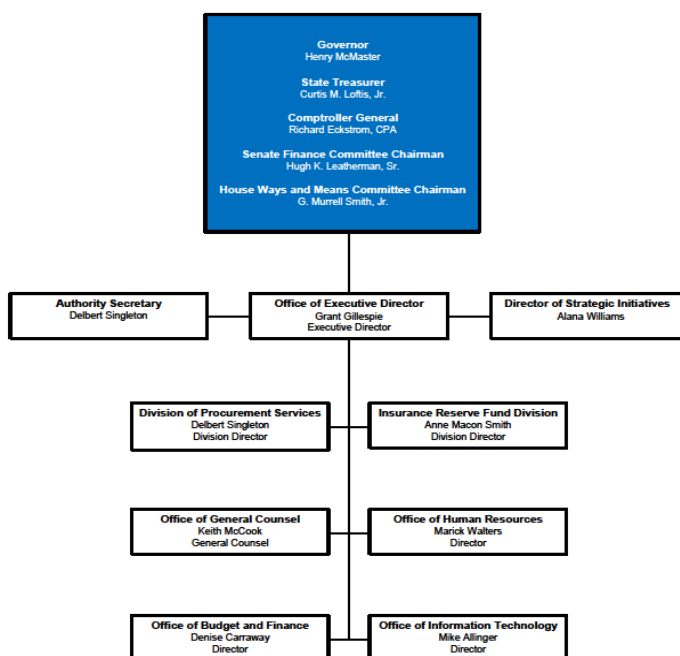 Governor
Henry McMaster
State Treasurer
Curtis M. Loftis, Jr.
Comptroller General
Richard Eckstrom, CPA
Senate Finance Committee Chairman
Hugh K. Leatherman, Sr.
House Ways and Means Committee Chairman
G. Murrell Smith, Jr.
Authority Secretary
Delbert Singleton
Office of Executive Director
Grant Gillespie
Executive Director
Director of Strategic Initiatives
Alana Williams
Division of Procurement Services
Delbert Singleton
Division Director
Insurance Reserve Fund Division
Anne Macon Smith
Division Director
Office of General Counsel
Keith McCook
General Counsel
Office of Human Resources
Marick Walters
Director
Office of Budget and Finance
Denise Carraway
Director
Office of Information Technology
Mike Allinger
Director